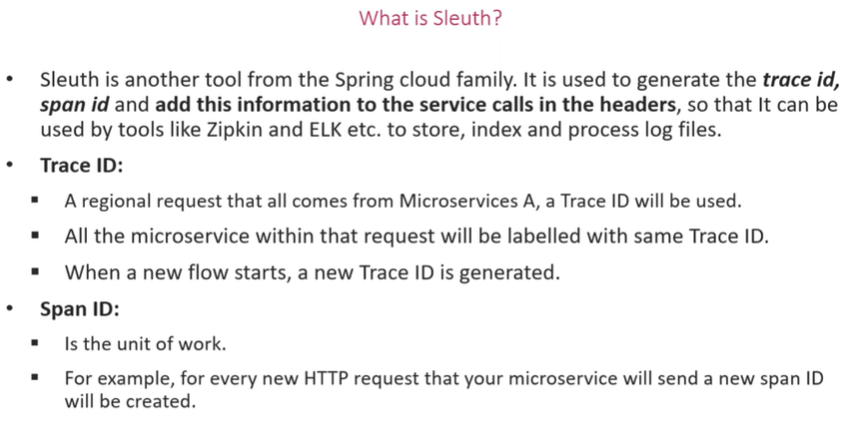 What is Sleuth?
• Sleuth is another tool from the Spring cloud family. It is used to generate the trace id,
span id and add this information to the service calls in the headers, so that It can be
used by tools like Zipkin and ELK etc. to store, index and process log files.
• Trace ID:
▪ A regional request that all comes from Microservices A, a Trace ID will be used.
▪ All the microservice within that request will be labelled with same Trace ID.
▪ When a new flow starts, a new Trace ID is generated.
• Span ID:
▪ Is the unit of work.
▪ For example, for every new HTTP request that your microservice will send a new span ID
will be created.